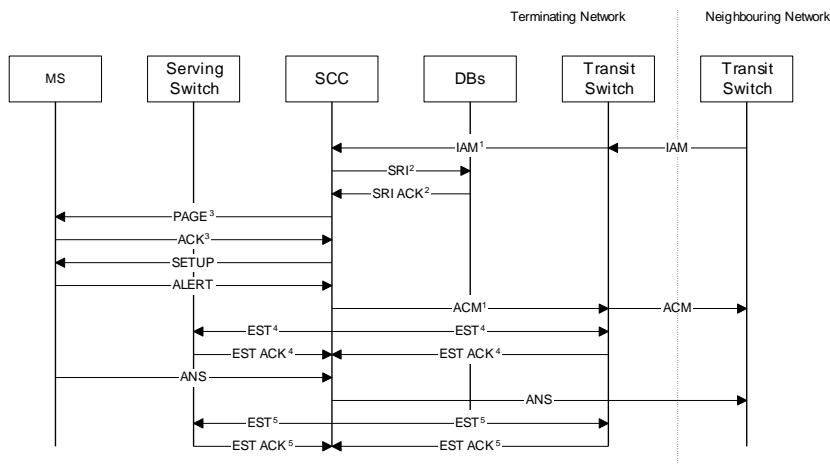 Terminating Network Neighbouring Network
MS
Serving Switch
SCC
DBs
Transit Switch
Transit Switch
IAM¹ IAM
SRI²
SRI ACK²
PAGE³
ACK³
SETUP
ALERT
ACM¹ ACM
EST⁴ EST⁴
EST ACK⁴ EST ACK⁴
ANS
ANS
EST⁵ EST⁵
EST ACK⁵ EST ACK⁵